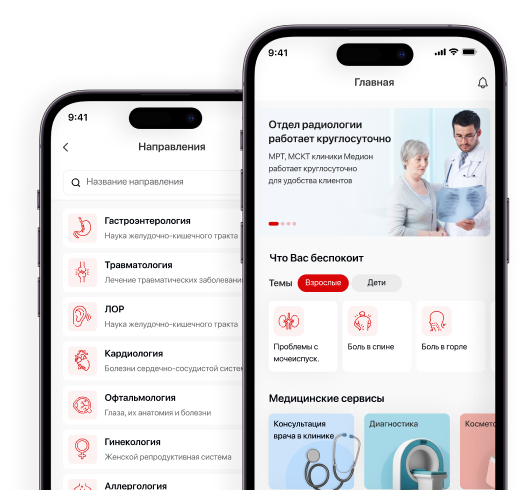 9:41
Направления
Название направления
Гастроэнтерология
Наука желудочно-кишечного тракта
Травматология
Лечение травматических
ЛОР
Наука желудочно-кишечного тракта
Кардиология
Болезни сердечно-сосудистой
Офтальмология
Глаза, их анатомия и болезни
Гинекология
Женской репродуктивная система
Аллергология
9:41
Главная
Отдел радиологии
работает круглосуточно
МРТ, МСКТ клиники Медион
работает круглосуточно
для удобства клиентов
Что Вас беспокоит
Темы
Взрослые
Дети
Проблемы с
мочеиспуск.
Боль в спине
Боль в горле
Медицинские сервисы
Консультация
врача в клинике
Диагностика
Космето